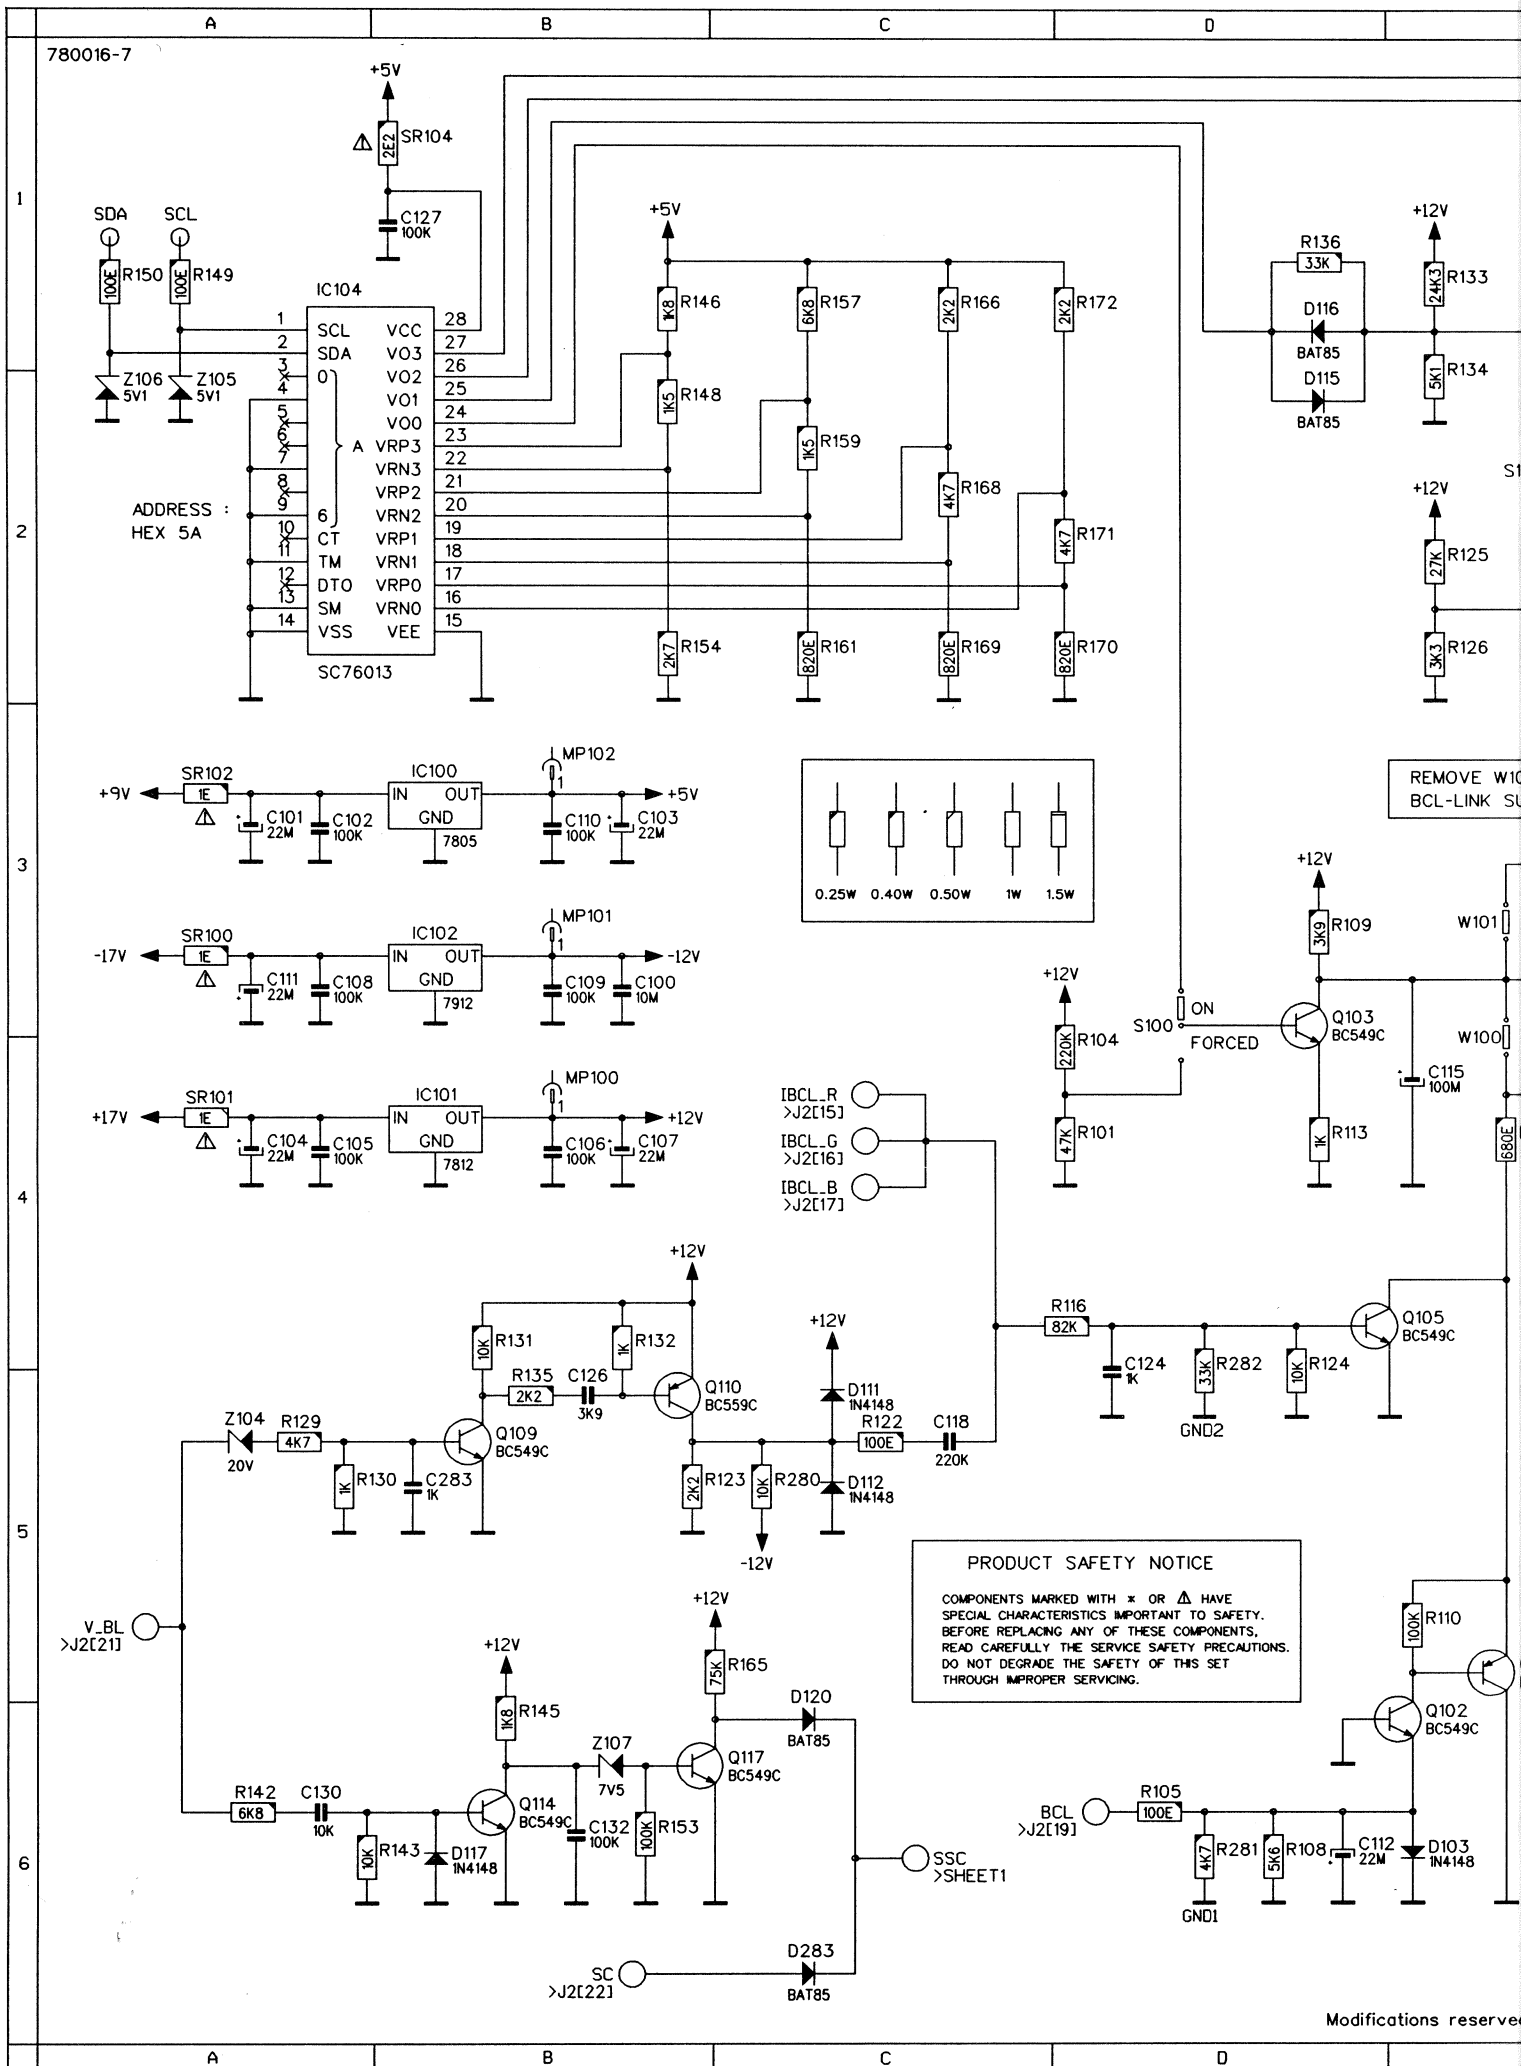 A B C D
780016-7
+5V
SR104
2E2
C127
100K
1
SDA SCL
R150 R149
100E 100E
IC104
+5V
R146 R157 R166 R172
1K8 6K8 2K2 2K2
R136
33K
D116
BAT85
D115
BAT85
+12V
R133
24K3
R134
5K1
Z106
5V1
Z105
5V1
1 SCL VCC 28
2 SDA VO3 27
3 0 VO2 26
4 VO1 25
5 VO0 24
6 A VRP3 23
7 VRN3 22
8 VRP2 21
9 6 VRN2 20
10 CT VRP1 19
11 TM VRN1 18
12 DTO VRP0 17
13 SM VRN0 16
14 VSS VEE 15
SC76013
ADDRESS :
HEX 5A
2
R148
1K5
R159
1K5
R168
4K7
R171
4K7
R154 R161 R169 R170
2K7 820E 820E 820E
S1
+12V
R125
27K
R126
3K3
+9V SR102
1E
C101
22M
C102
100K
IC100
IN OUT
GND
7805
MP102
1
C110
100K
C103
22M
+5V
0.25W 0.40W 0.50W 1W 1.5W
REMOVE W10
BCL-LINK SU
3
-17V SR100
1E
C111
22M
C108
100K
IC102
IN OUT
GND
7912
MP101
1
C109
100K
C100
10M
-12V
+12V
R109
3K9
W101
+12V
R104
220K
S100
ON
FORCED
Q103
BC549C
W100
C115
100M
+17V SR101
1E
C104
22M
C105
100K
IC101
IN OUT
GND
7812
MP100
1
C106
100K
C107
22M
+12V
IBCL_R
>J2[15]
IBCL_G
>J2[16]
IBCL_B
>J2[17]
R101
47K
R113
1K
680E
4
+12V
R131
10K
R132
1K
R135
2K2
C126
3K9
Q110
BC559C
+12V
D111
1N4148
R116
82K
C124
1K
R282
33K
GND2
R124
10K
Q105
BC549C
Z104
20V
R129
4K7
R130
1K
C283
1K
Q109
BC549C
R123
2K2
R280
10K
-12V
R122
100E
C118
220K
D112
1N4148
5
PRODUCT SAFETY NOTICE
COMPONENTS MARKED WITH * OR ⚠ HAVE
SPECIAL CHARACTERISTICS IMPORTANT TO SAFETY.
BEFORE REPLACING ANY OF THESE COMPONENTS,
READ CAREFULLY THE SERVICE SAFETY PRECAUTIONS.
DO NOT DEGRADE THE SAFETY OF THIS SET
THROUGH IMPROPER SERVICING.
V_BL
>J2[21]
+12V
R145
1K8
+12V
R165
75K
R110
100K
D120
BAT85
Q102
BC549C
Z107
7V5
Q117
BC549C
R142
6K8
C130
10K
Q114
BC549C
R143
10K
D117
1N4148
C132
100K
R153
100K
SSC
>SHEET1
BCL
>J2[19]
R105
100E
R281
4K7
GND1
R108
5K6
C112
22M
D103
1N4148
6
SC
>J2[22]
D283
BAT85
Modifications reserve
A B C D